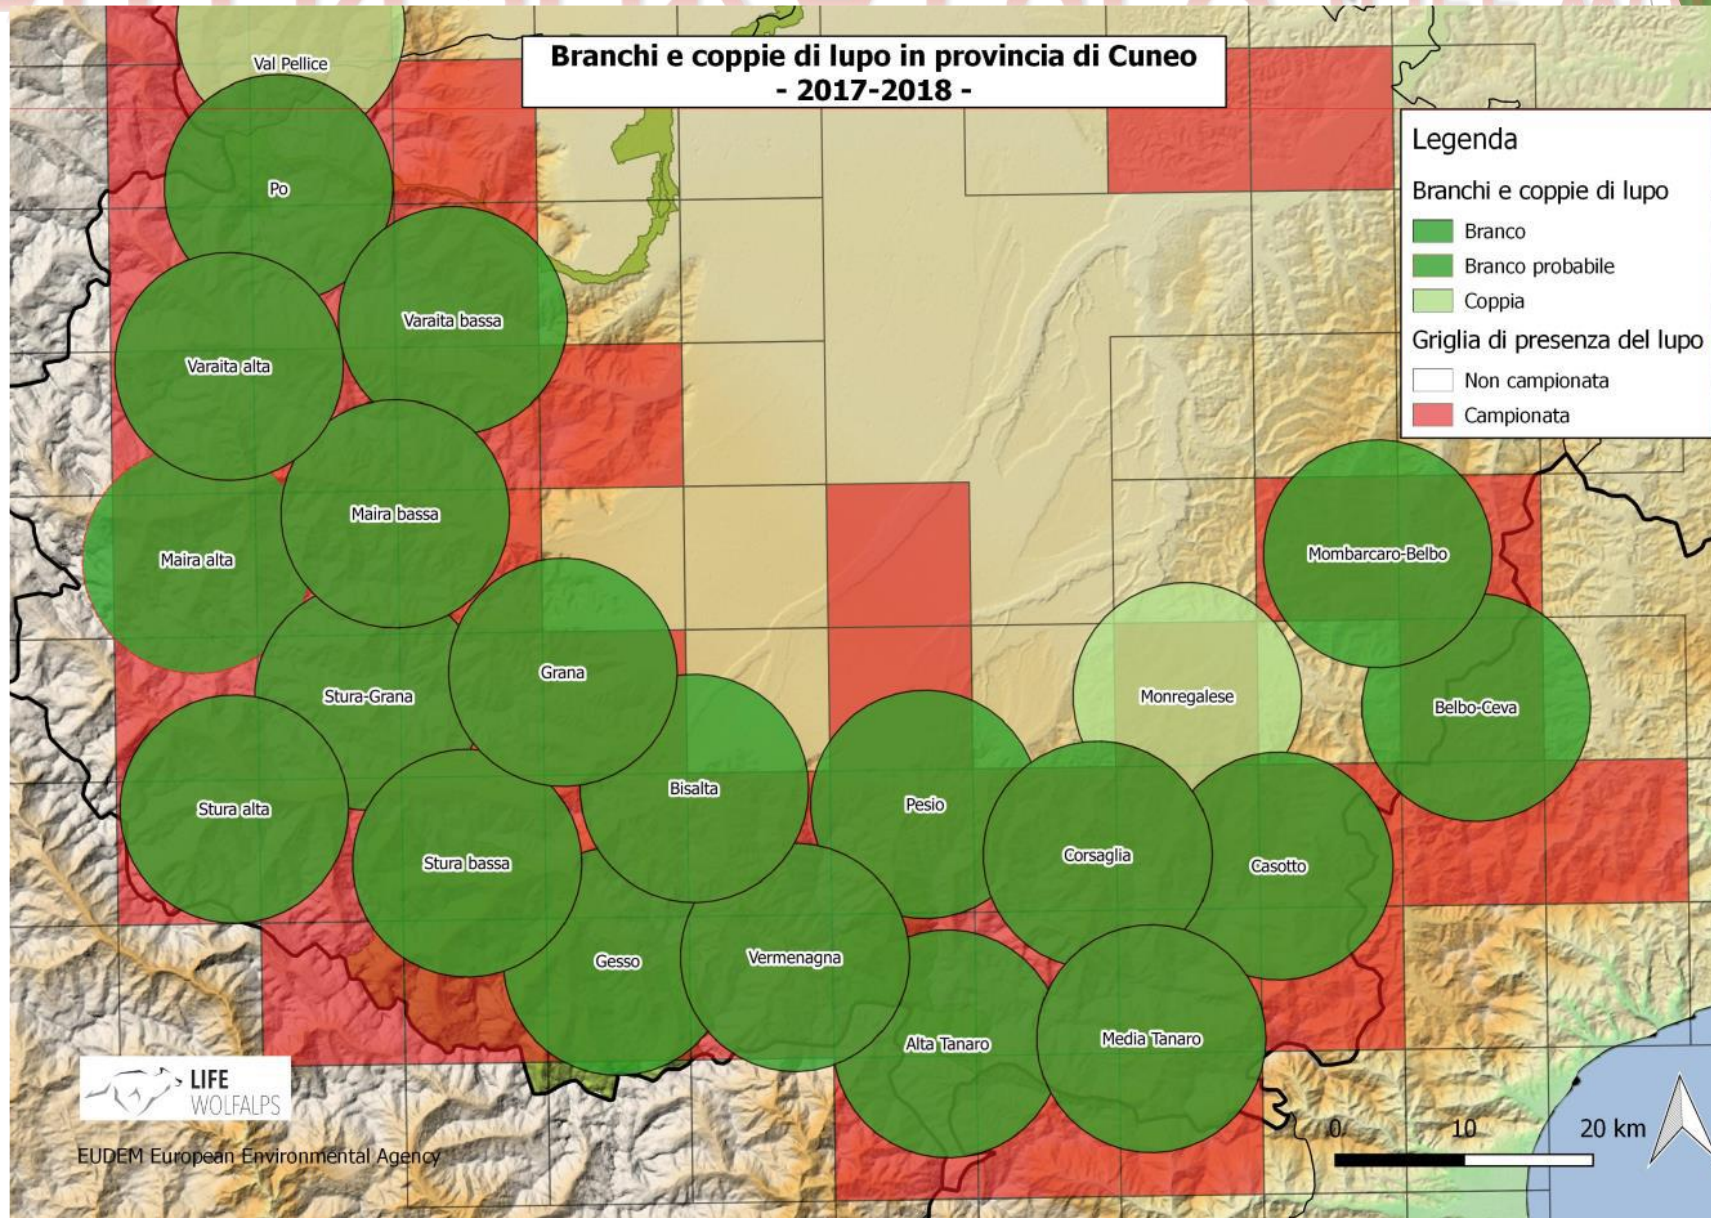 Branchi e coppie di lupo in provincia di Cuneo
- 2017-2018 -
Legenda
Branchi e coppie di lupo
Branco
Branco probabile
Coppia
Griglia di presenza del lupo
Non campionata
Campionata
Val Pellice
Po
Varaita bassa
Varaita alta
Maira bassa
Maira alta
Mombarcaro-Belbo
Grana
Stura-Grana
Monregalese
Belbo-Ceva
Bisalta
Pesio
Stura alta
Stura bassa
Corsaglia
Casotto
Gesso
Vermenagna
Alta Tanaro
Media Tanaro
LIFE
WOLFALPS
EUDEM European Environmental Agency
0 10 20 km